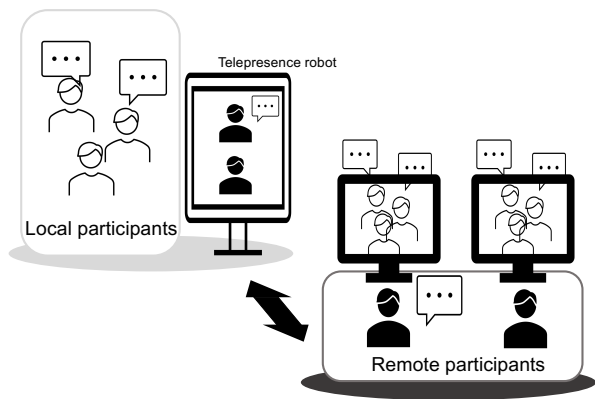 Telepresence robot
Local participants
Remote participants